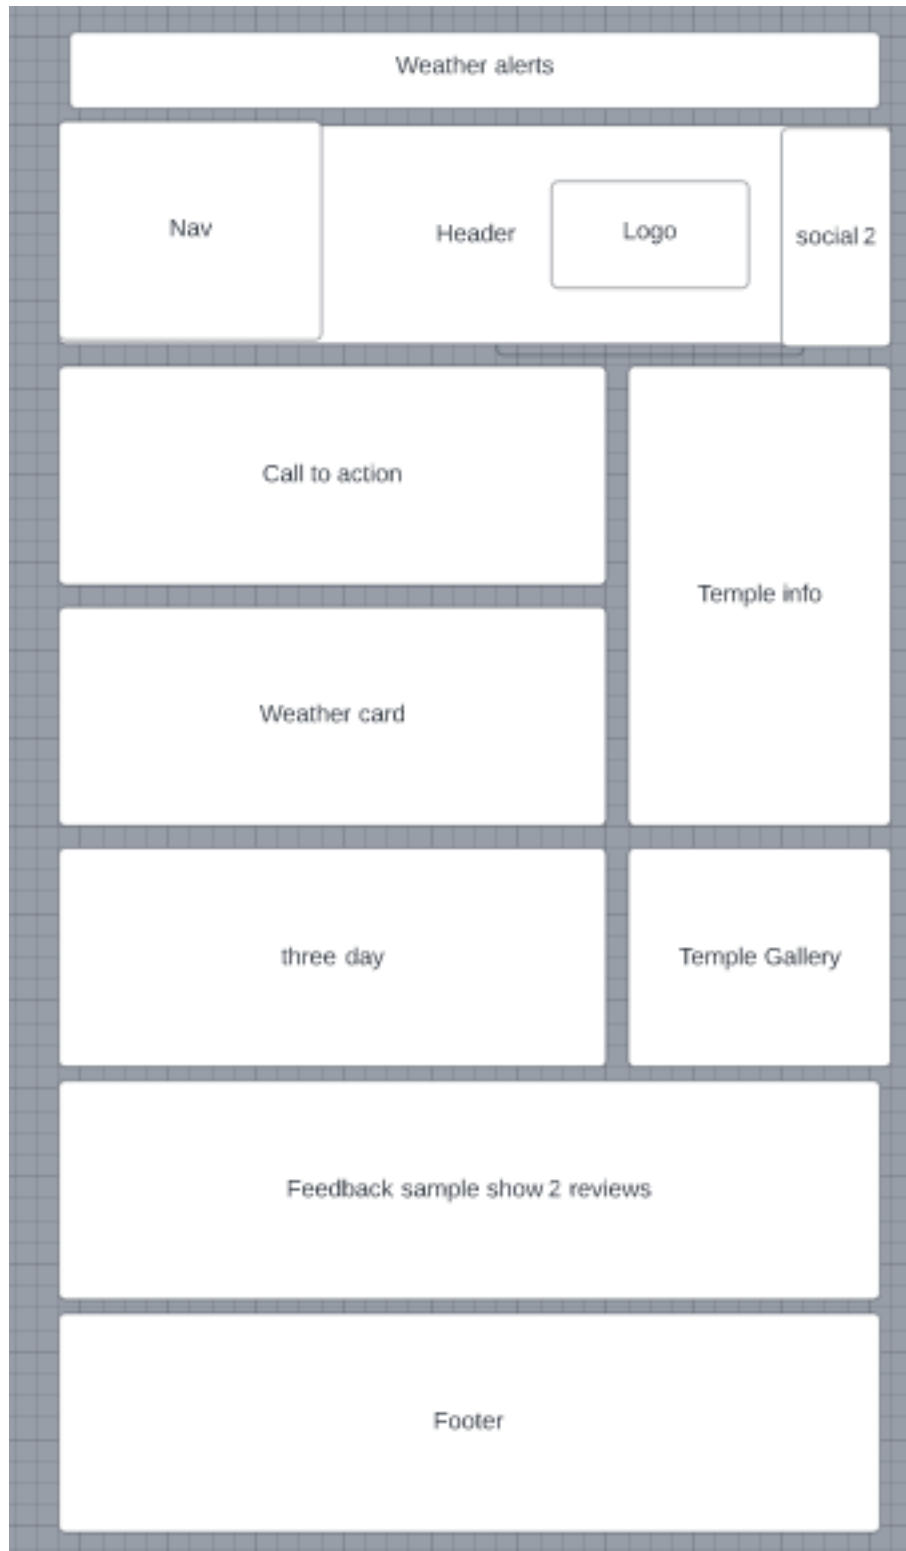 Weather alerts
Nav
Header
Logo
social 2
Call to action
Temple info
Weather card
three day
Temple Gallery
Feedback sample show 2 reviews
Footer